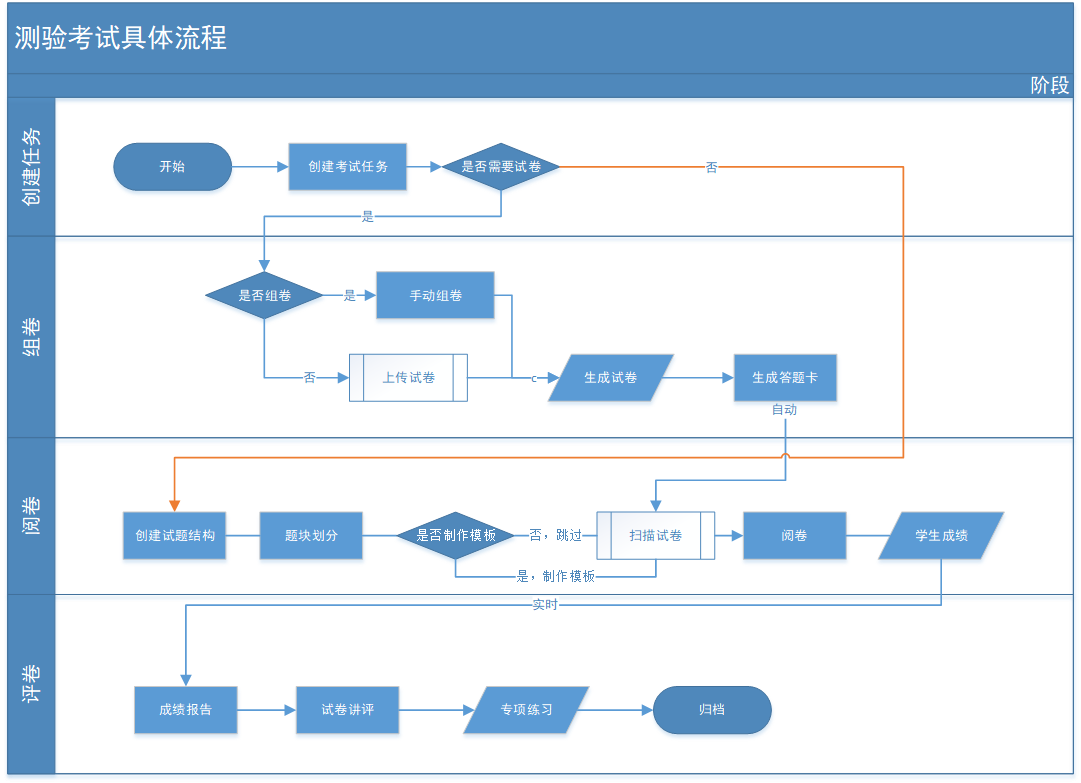 测验考试具体流程
阶段
创建任务
开始
创建考试任务
是否需要试卷
否
是
组卷
是否组卷
是
手动组卷
否
上传试卷
c
生成试卷
生成答题卡
自动
阅卷
创建试题结构
题块划分
是否制作模板
否，跳过
扫描试卷
阅卷
学生成绩
是，制作模板
实时
评卷
成绩报告
试卷讲评
专项练习
归档